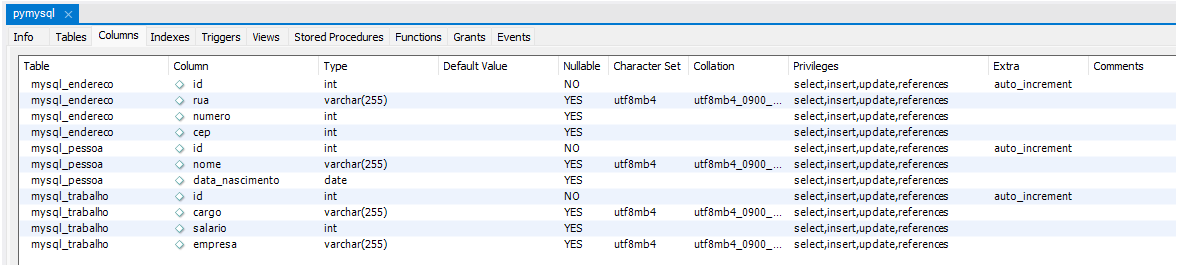 pymysql ×
Info Tables Columns Indexes Triggers Views Stored Procedures Functions Grants Events
Table Column Type Default Value Nullable Character Set Collation Privileges Extra Comments
mysql_endereco id int NO select,insert,update,references auto_increment
mysql_endereco rua varchar(255) YES utf8mb4 utf8mb4_0900_... select,insert,update,references
mysql_endereco numero int YES select,insert,update,references
mysql_endereco cep int YES select,insert,update,references
mysql_pessoa id int NO select,insert,update,references auto_increment
mysql_pessoa nome varchar(255) YES utf8mb4 utf8mb4_0900_... select,insert,update,references
mysql_pessoa data_nascimento date YES select,insert,update,references
mysql_trabalho id int NO select,insert,update,references auto_increment
mysql_trabalho cargo varchar(255) YES utf8mb4 utf8mb4_0900_... select,insert,update,references
mysql_trabalho salario int YES select,insert,update,references
mysql_trabalho empresa varchar(255) YES utf8mb4 utf8mb4_0900_... select,insert,update,references